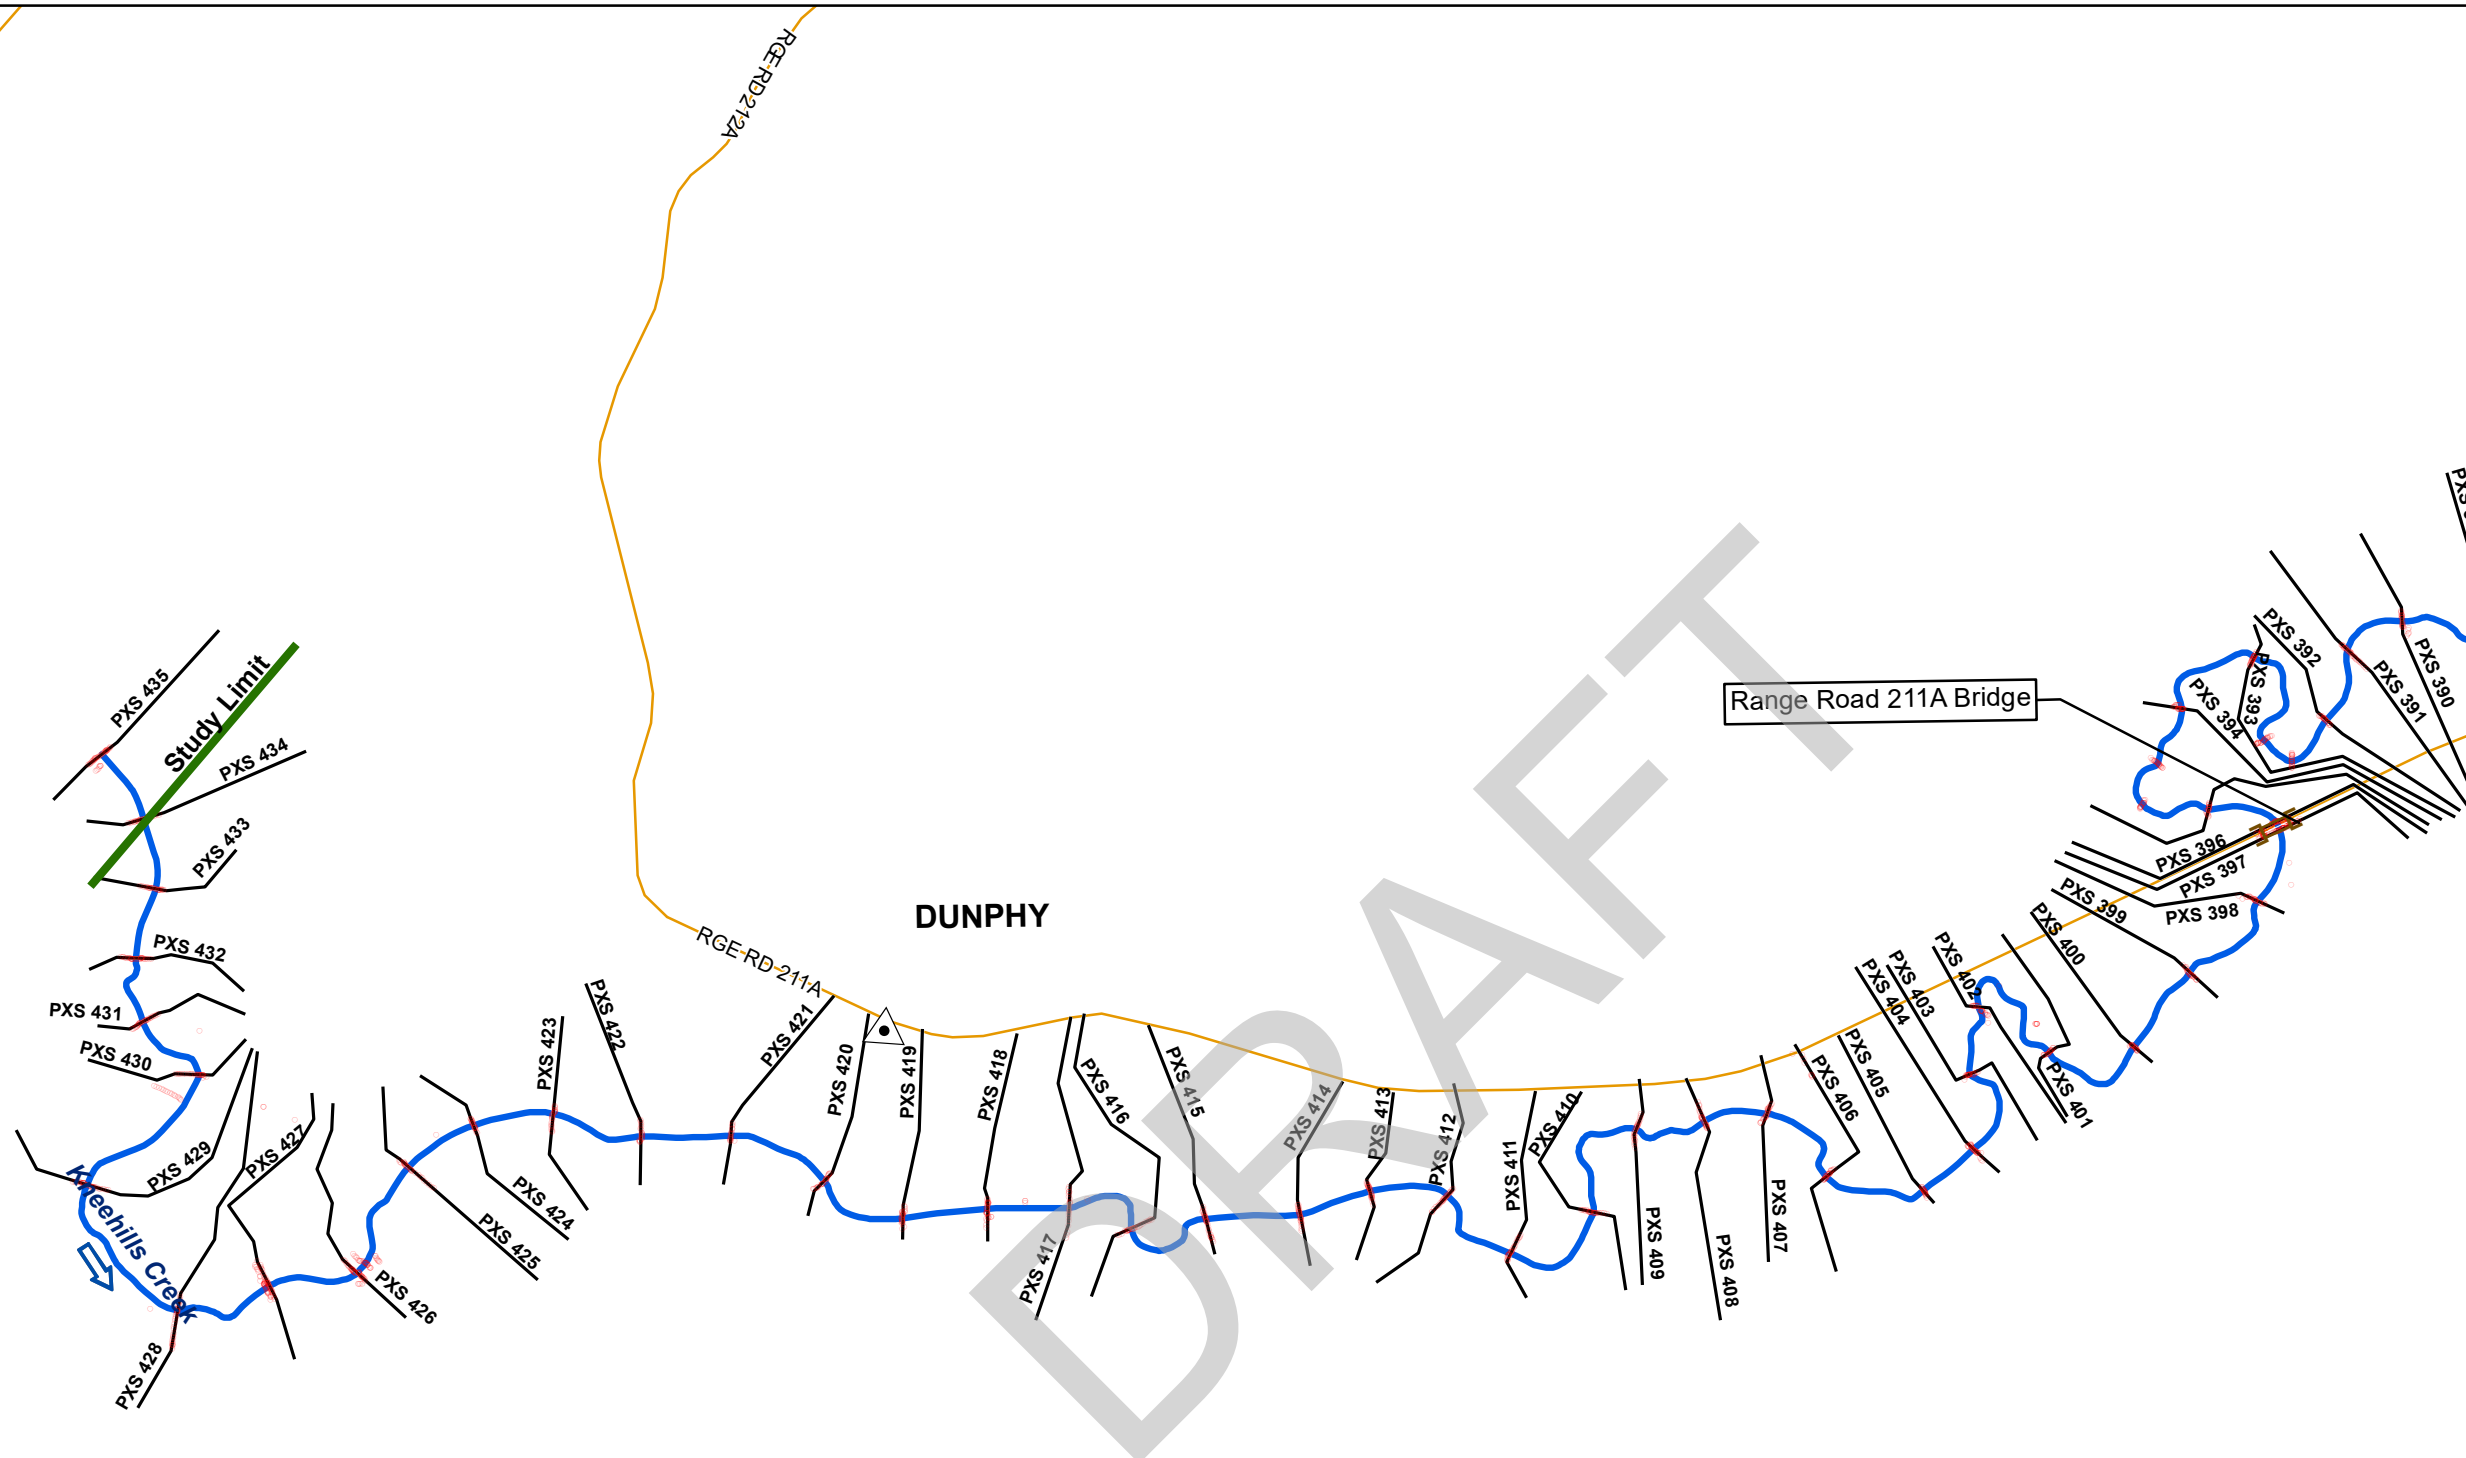 RGE RD 212A
PXS 435
Study Limit
PXS 434
PXS 433
PXS 432
PXS 431
PXS 430
PXS 429
Kneehills Creek
PXS 428
PXS 427
PXS 426
PXS 425
PXS 424
PXS 423
PXS 422
RGE RD 211A
PXS 421
DUNPHY
PXS 420
PXS 419
PXS 418
PXS 417
PXS 416
PXS 415
PXS 414
PXS 413
PXS 412
PXS 411
PXS 410
PXS 409
PXS 408
PXS 407
PXS 406
PXS 405
PXS 404
PXS 403
PXS 402
PXS 401
PXS 400
PXS 399
PXS 398
PXS 397
PXS 396
Range Road 211A Bridge
PXS 394
PXS 393
PXS 392
PXS 391
PXS 390
PXS
DRAFT